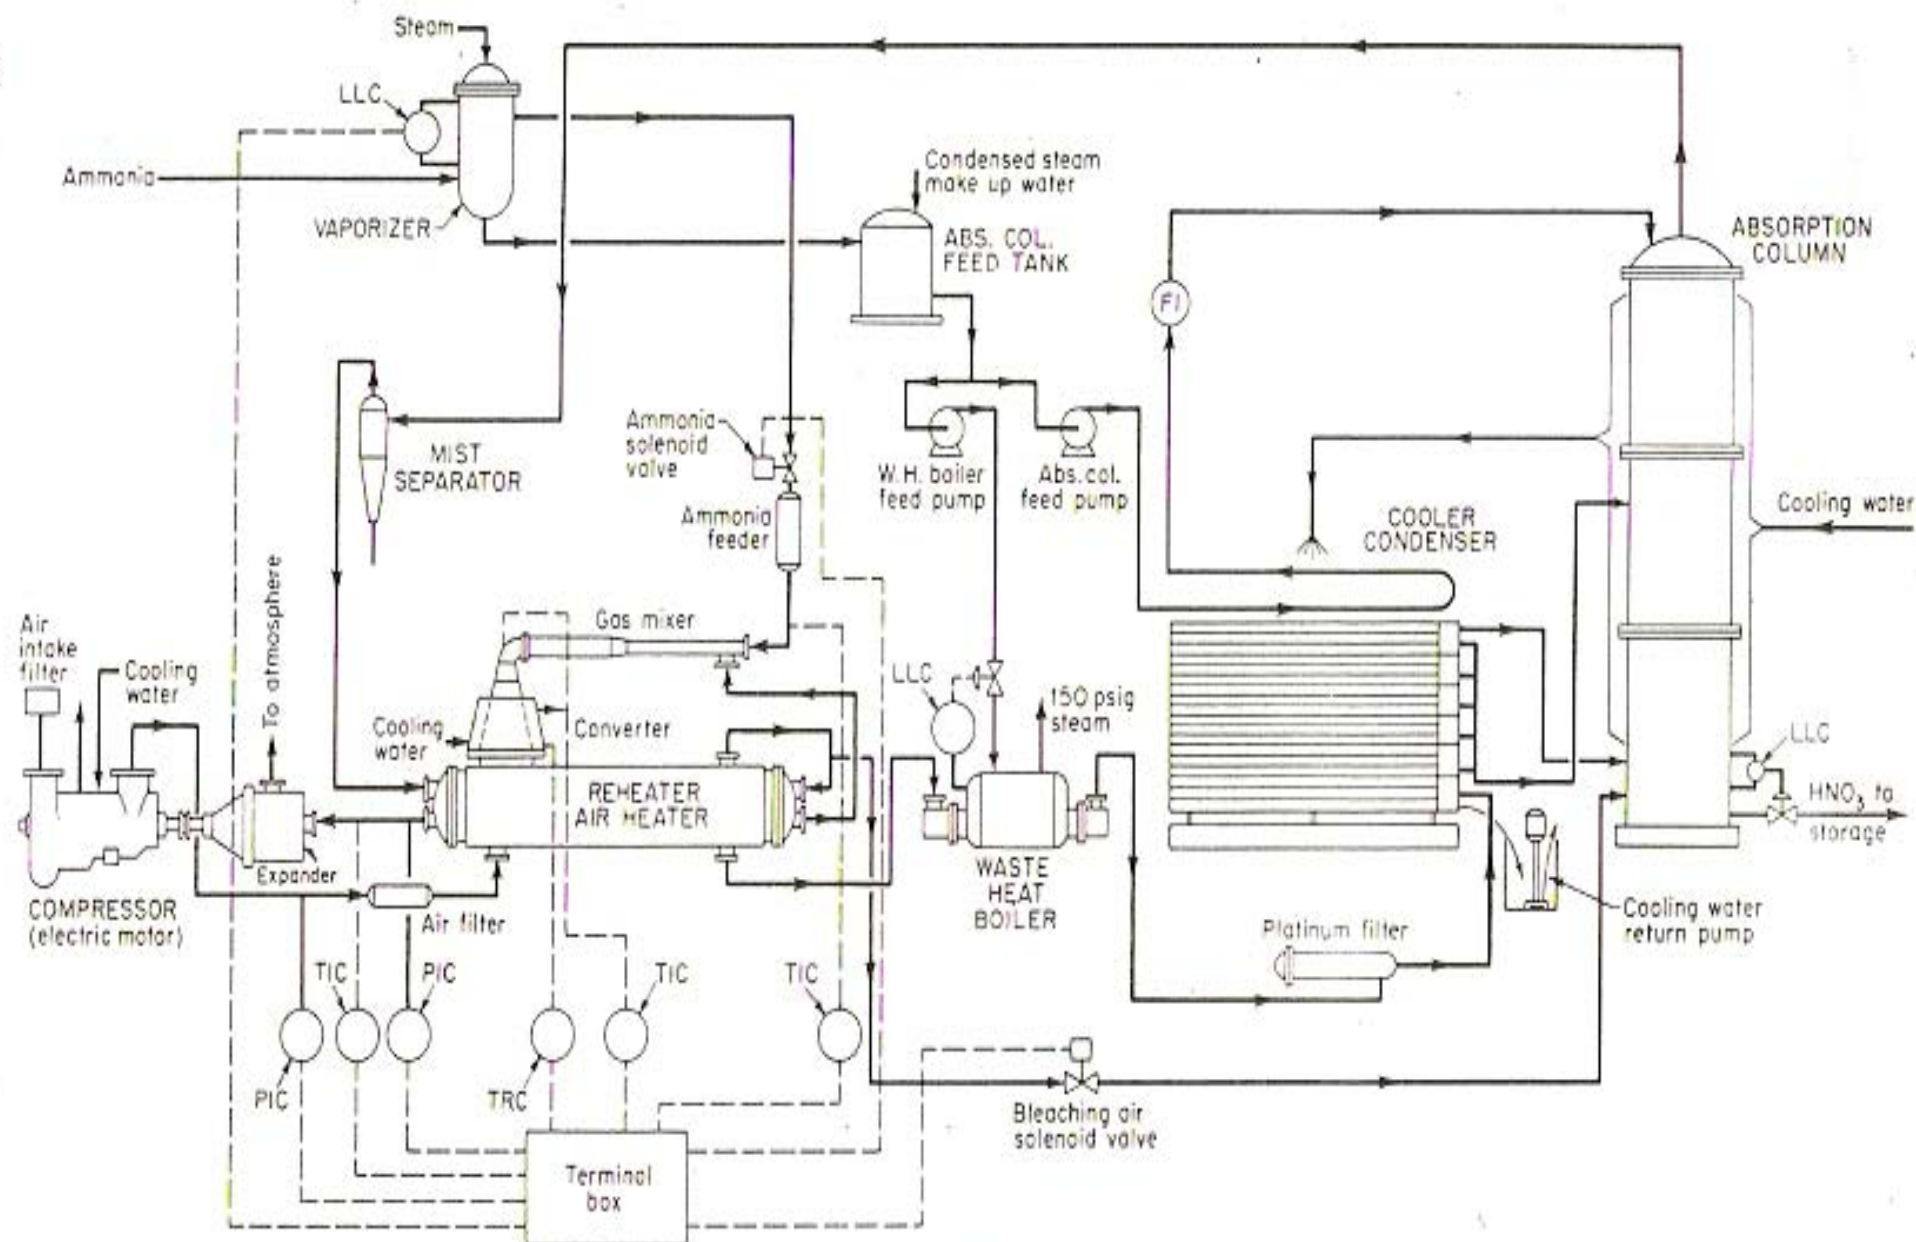 Steam
LLC
Ammonia
VAPORIZER
Condensed steam
make up water
ABS. COL.
FEED TANK
FI
ABSORPTION
COLUMN
MIST
SEPARATOR
Ammonia
solenoid
valve
Ammonia
feeder
W.H. boiler
feed pump
Abs. col.
feed pump
COOLER
CONDENSER
Cooling water
To atmosphere
Air
intake
filter
Cooling
water
Gas mixer
Cooling
water
Converter
LLC
150 psig
steam
LLC
REHEATER
AIR HEATER
HNO3 to
storage
Expander
COMPRESSOR
(electric motor)
Air filter
WASTE
HEAT
BOILER
Platinum filter
Cooling water
return pump
TIC
PIC
TIC
TIC
PIC
TRC
Bleaching air
solenoid valve
Terminal
box